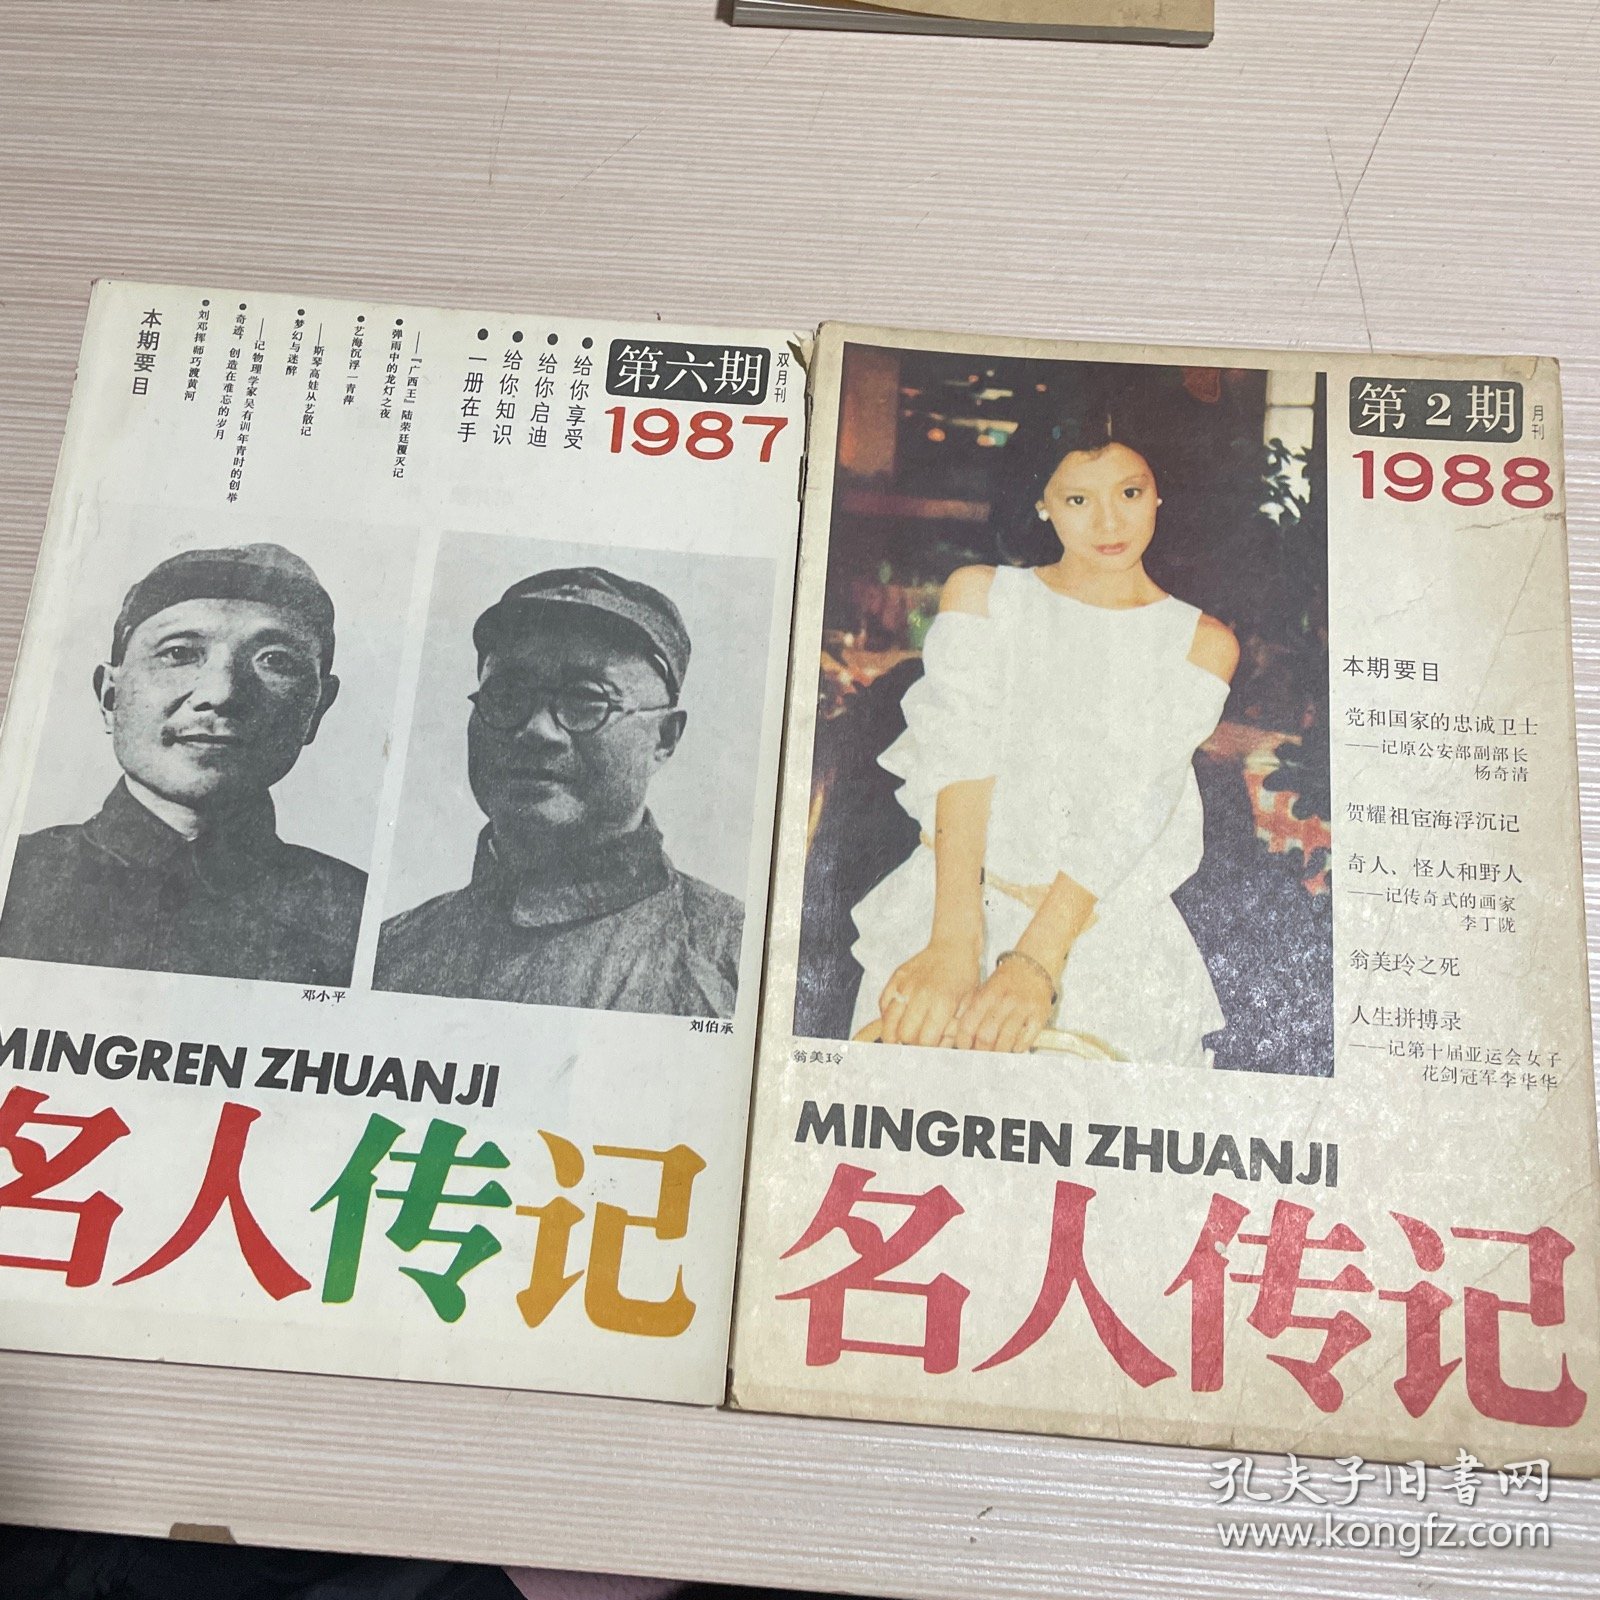 双月刊
第六期
1987
●给你享受
●给你启迪
●给你知识
●一册在手
——『广西王』陆荣廷覆灭记
●弹雨中的龙灯之夜
●艺海沉浮一青萍
——斯琴高娃从艺散记
●梦幻与迷醉
——记物理学家吴有训年青时的创举
●奇迹,创造在难忘的岁月
●刘邓挥师巧渡黄河
本期要目
邓小平
刘伯承
MINGREN ZHUANJI
名人传记
第2期
月刊
1988
本期要目
党和国家的忠诚卫士
——记原公安部副部长
杨奇清
贺耀祖宦海浮沉记
奇人、怪人和野人
——记传奇式的画家
李丁陇
翁美玲之死
人生拼搏录
——记第十届亚运会女子
花剑冠军李华华
翁美玲
MINGREN ZHUANJI
名人传记
孔夫子旧书网
www.kongfz.com